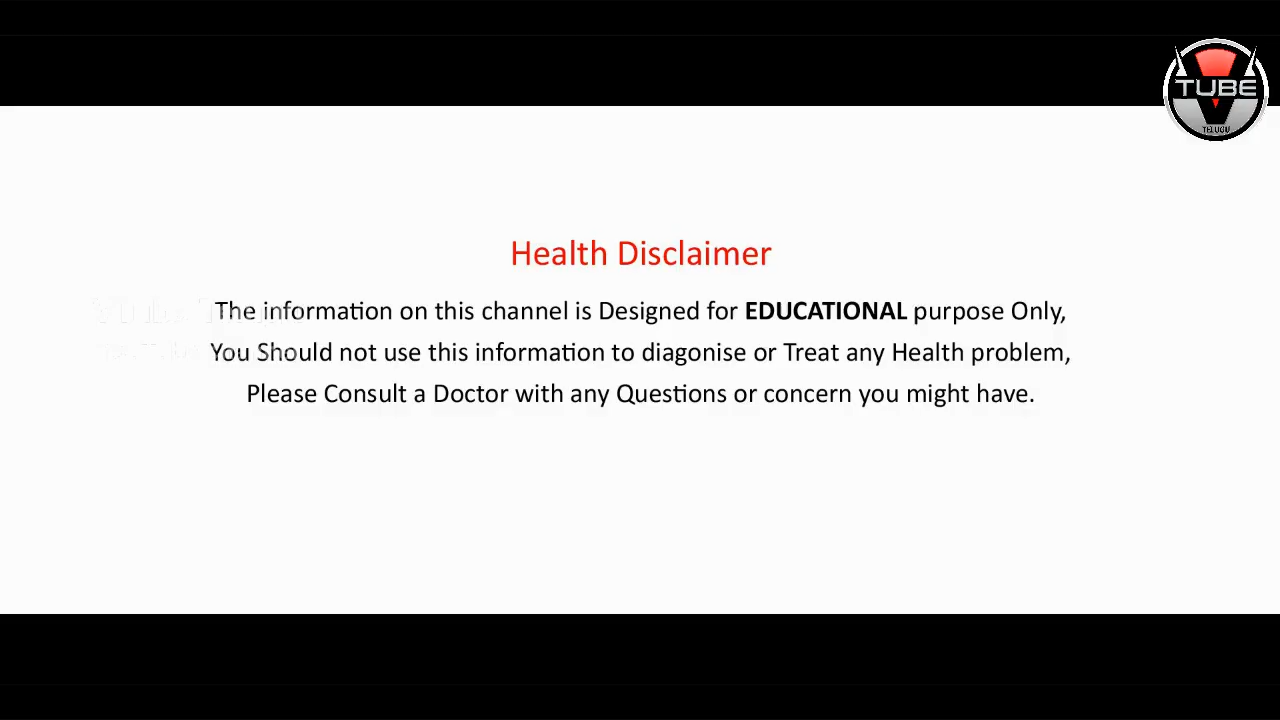 TUBE
TELUGU
Health Disclaimer
The information on this channel is Designed for EDUCATIONAL purpose Only,
You Should not use this information to diagonise or Treat any Health problem,
Please Consult a Doctor with any Questions or concern you might have.